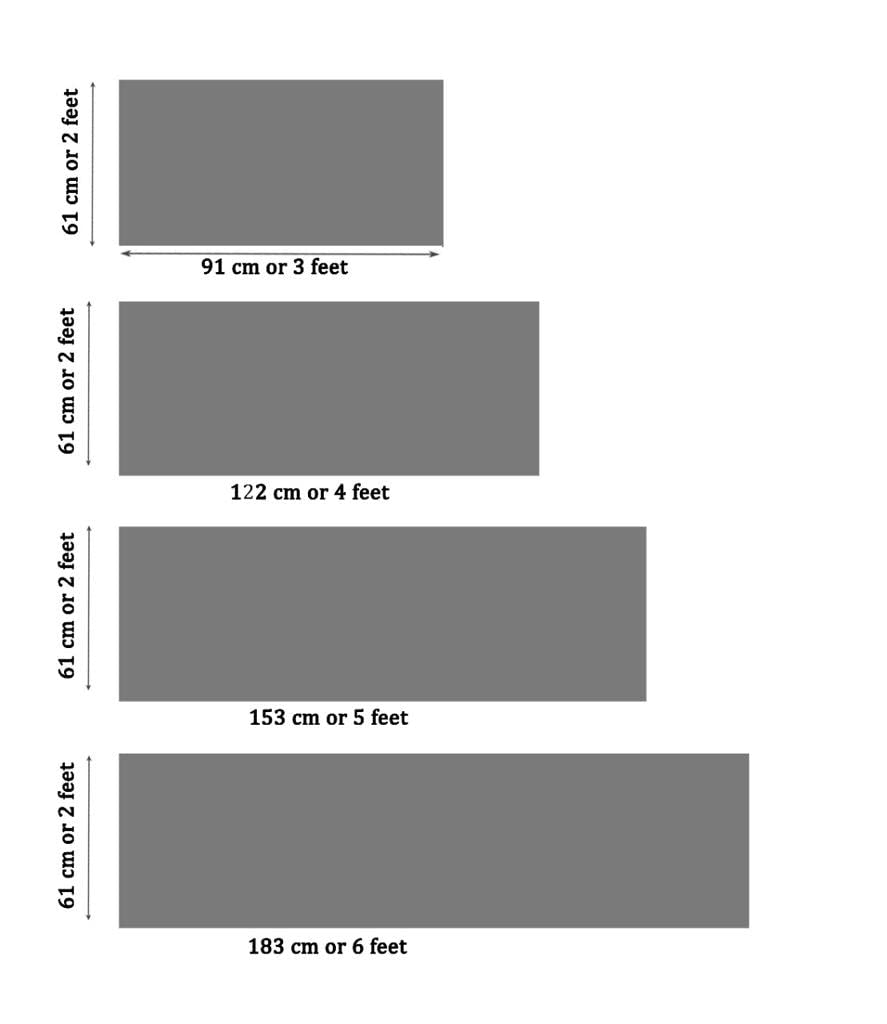 61 cm or 2 feet
91 cm or 3 feet
61 cm or 2 feet
122 cm or 4 feet
61 cm or 2 feet
153 cm or 5 feet
61 cm or 2 feet
183 cm or 6 feet